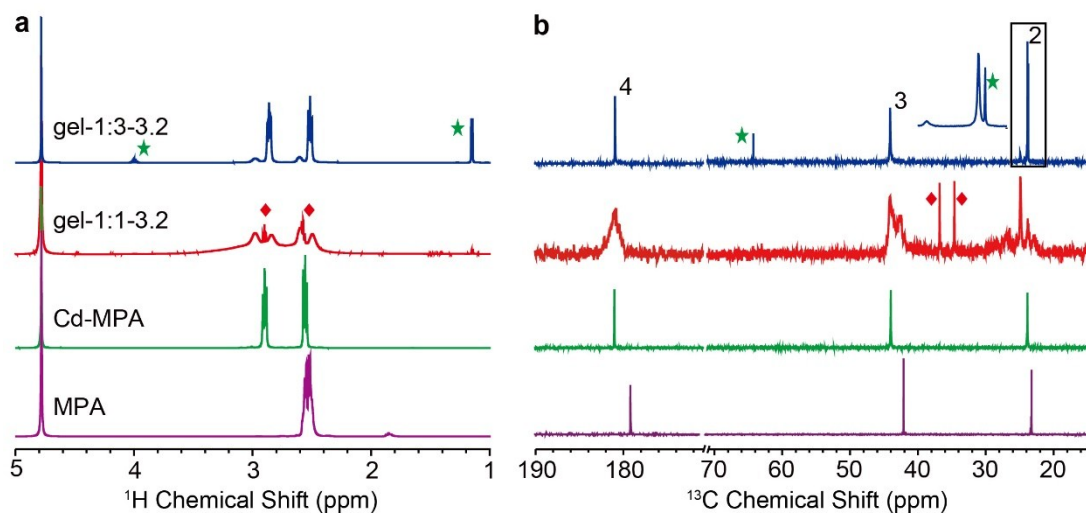 a
gel-1:3-3.2
gel-1:1-3.2
Cd-MPA
MPA
5 4 3 2 1
¹H Chemical Shift (ppm)
b
4 3 2
190 180 70 60 50 40 30 20
¹³C Chemical Shift (ppm)